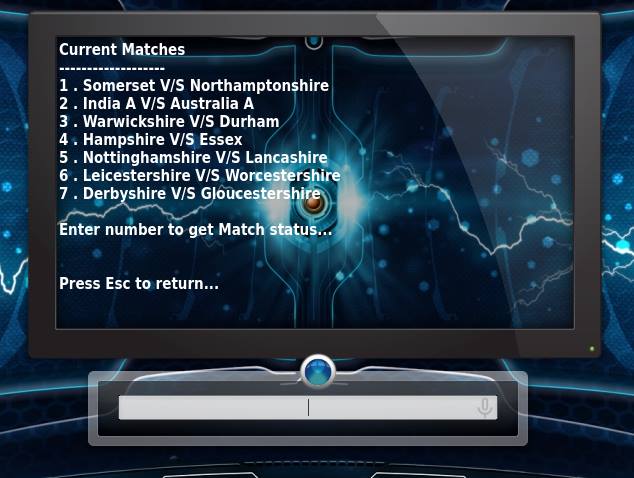 Current Matches
-------------------
1 . Somerset V/S Northamptonshire
2 . India A V/S Australia A
3 . Warwickshire V/S Durham
4 . Hampshire V/S Essex
5 . Nottinghamshire V/S Lancashire
6 . Leicestershire V/S Worcestershire
7 . Derbyshire V/S Gloucestershire
Enter number to get Match status...
Press Esc to return...